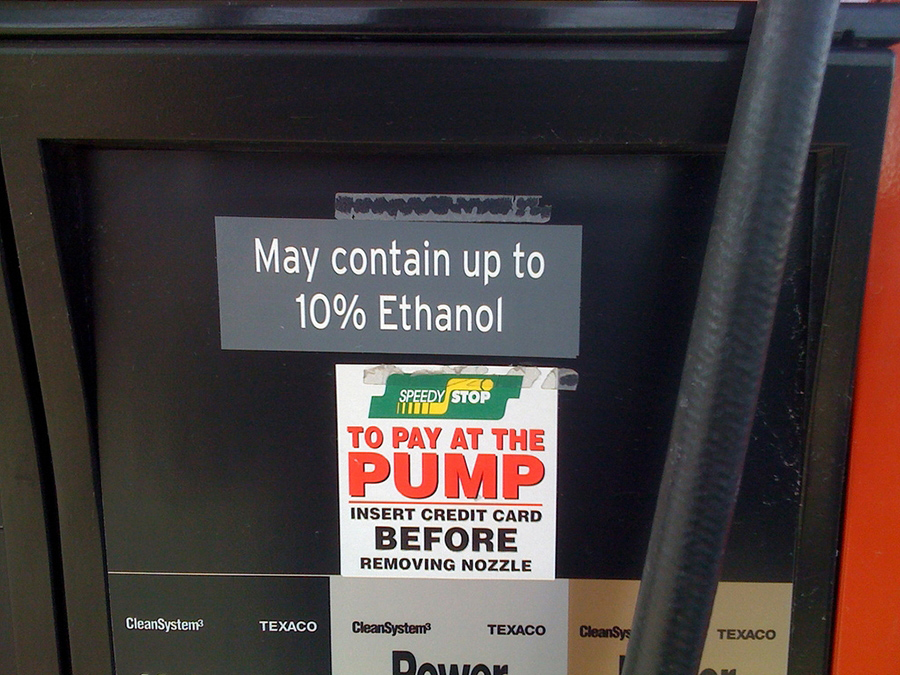 May contain up to
10% Ethanol
SPEEDY STOP
TO PAY AT THE
PUMP
INSERT CREDIT CARD
BEFORE
REMOVING NOZZLE
CleanSystem³ TEXACO CleanSystem³ TEXACO TEXACO
Power